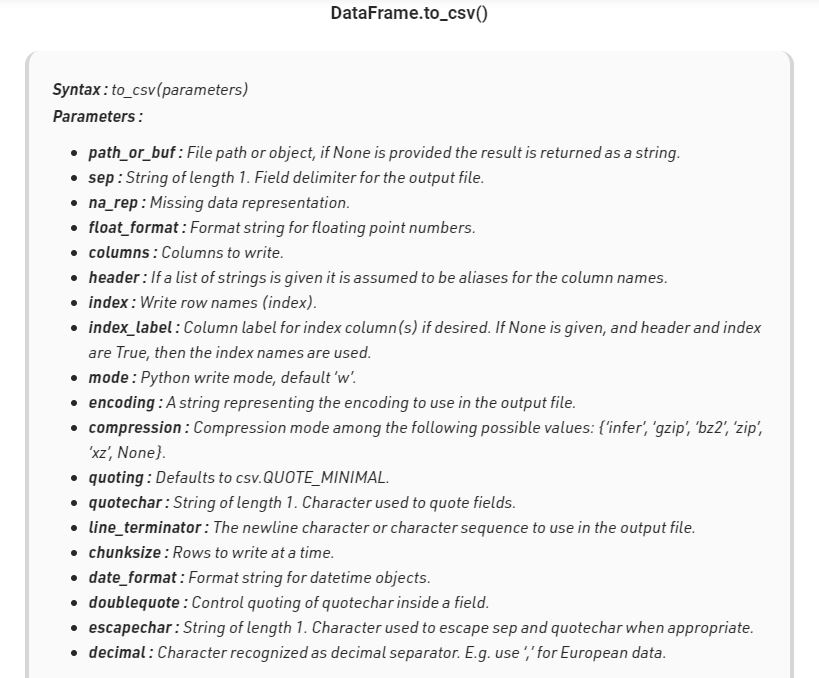 DataFrame.to_csv()
Syntax : to_csv(parameters)
Parameters :
path_or_buf : File path or object, if None is provided the result is returned as a string.
sep : String of length 1. Field delimiter for the output file.
na_rep : Missing data representation.
float_format : Format string for floating point numbers.
columns : Columns to write.
header : If a list of strings is given it is assumed to be aliases for the column names.
index : Write row names (index).
index_label : Column label for index column(s) if desired. If None is given, and header and index
are True, then the index names are used.
mode : Python write mode, default ‘w’.
encoding : A string representing the encoding to use in the output file.
compression : Compression mode among the following possible values: {‘infer’, ‘gzip’, ‘bz2’, ‘zip’,
‘xz’, None}.
quoting : Defaults to csv.QUOTE_MINIMAL.
quotechar : String of length 1. Character used to quote fields.
line_terminator : The newline character or character sequence to use in the output file.
chunksize : Rows to write at a time.
date_format : Format string for datetime objects.
doublequote : Control quoting of quotechar inside a field.
escapechar : String of length 1. Character used to escape sep and quotechar when appropriate.
decimal : Character recognized as decimal separator. E.g. use ‘,’ for European data.